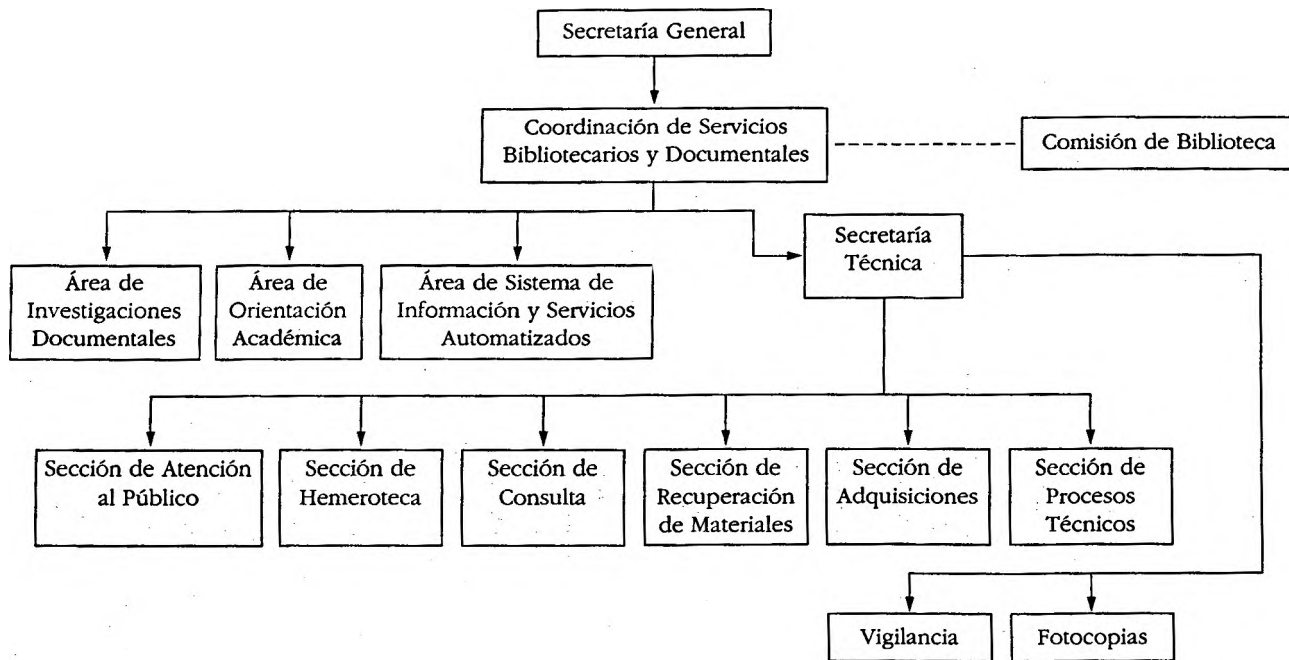 Secretaría General
Coordinación de Servicios
Bibliotecarios y Documentales
Comisión de Biblioteca
Área de
Investigaciones
Documentales
Área de
Orientación
Académica
Área de Sistema de
Información y Servicios
Automatizados
Secretaría
Técnica
Sección de Atención
al Público
Sección de
Hemeroteca
Sección de
Consulta
Sección de
Recuperación
de Materiales
Sección de
Adquisiciones
Sección de
Procesos
Técnicos
Vigilancia
Fotocopias